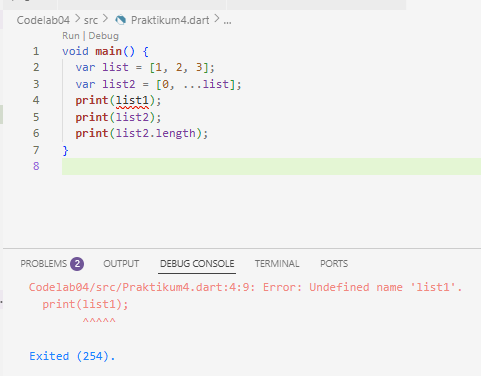 Codelab04 > src > Praktikum4.dart > ...
Run | Debug
1 void main() {
2   var list = [1, 2, 3];
3   var list2 = [0, ...list];
4   print(list1);
5   print(list2);
6   print(list2.length);
7 }
8
PROBLEMS 2 OUTPUT DEBUG CONSOLE TERMINAL PORTS
Codelab04/src/Praktikum4.dart:4:9: Error: Undefined name 'list1'.
  print(list1);
        ^^^^^
Exited (254).